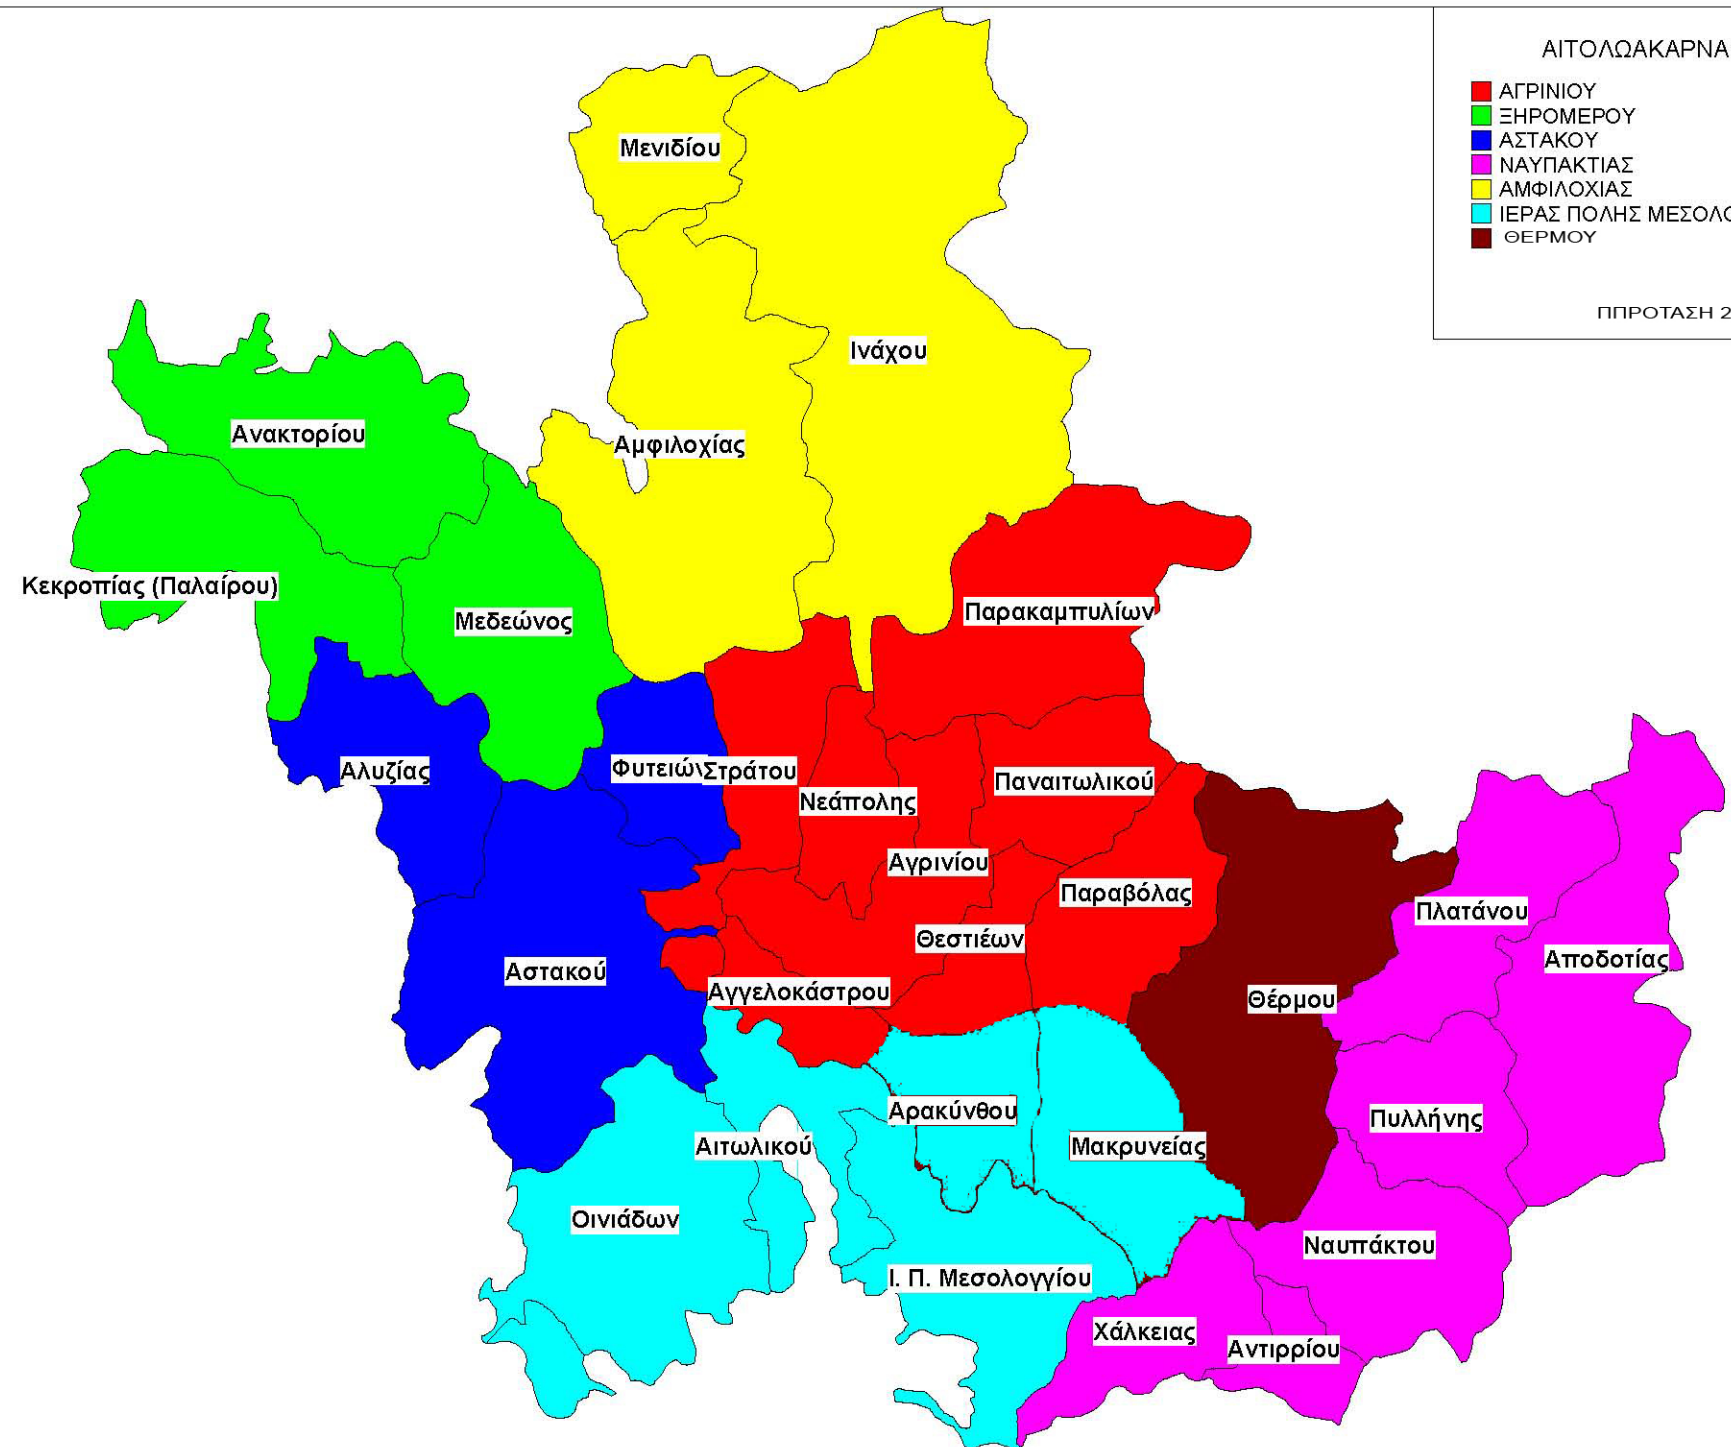 ΑΙΤΟΛΩΑΚΑΡΝΑ
ΑΓΡΙΝΙΟΥ
ΞΗΡΟΜΕΡΟΥ
ΑΣΤΑΚΟΥ
ΝΑΥΠΑΚΤΙΑΣ
ΑΜΦΙΛΟΧΙΑΣ
ΙΕΡΑΣ ΠΟΛΗΣ ΜΕΣΟΛΟ
ΘΕΡΜΟΥ
ΠΠΡΟΤΑΣΗ 2
Μενιδίου
Ινάχου
Ανακτορίου
Αμφιλοχίας
Κεκροπίας (Παλαίρου)
Μεδεώνος
Παρακαμπυλίων
Αλυζίας
Φυτειών
Στράτου
Νεάπολης
Παναιτωλικού
Αγρινίου
Παραβόλας
Πλατάνου
Θεστιέων
Αποδοτίας
Αστακού
Αγγελοκάστρου
Θέρμου
Αρακύνθου
Πυλλήνης
Αιτωλικού
Μακρυνείας
Οινιάδων
Ναυπάκτου
Ι. Π. Μεσολογγίου
Χάλκειας
Αντιρρίου